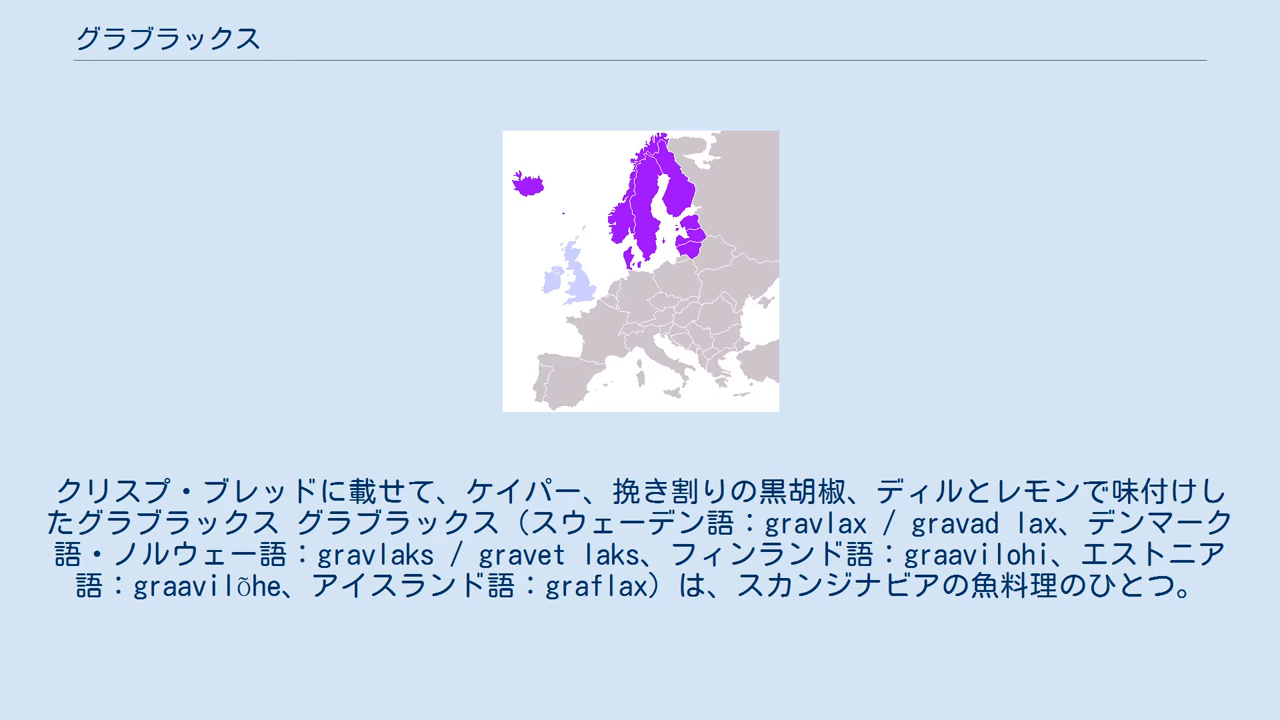 グラブラックス
クリスプ・ブレッドに載せて、ケイパー、挽き割りの黒胡椒、ディルとレモンで味付けし
たグラブラックス グラブラックス（スウェーデン語：gravlax / gravad lax、デンマーク
語・ノルウェー語：gravlaks / gravet laks、フィンランド語：graavilohi、エストニア
語：graavilõhe、アイスランド語：graflax）は、スカンジナビアの魚料理のひとつ。